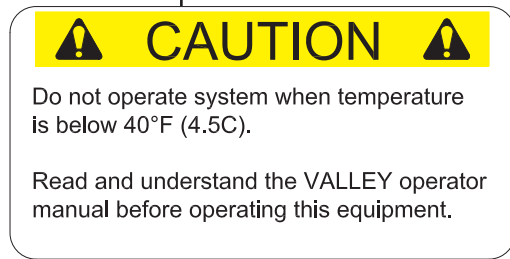 CAUTION
Do not operate system when temperature
is below 40°F (4.5C).
Read and understand the VALLEY operator
manual before operating this equipment.